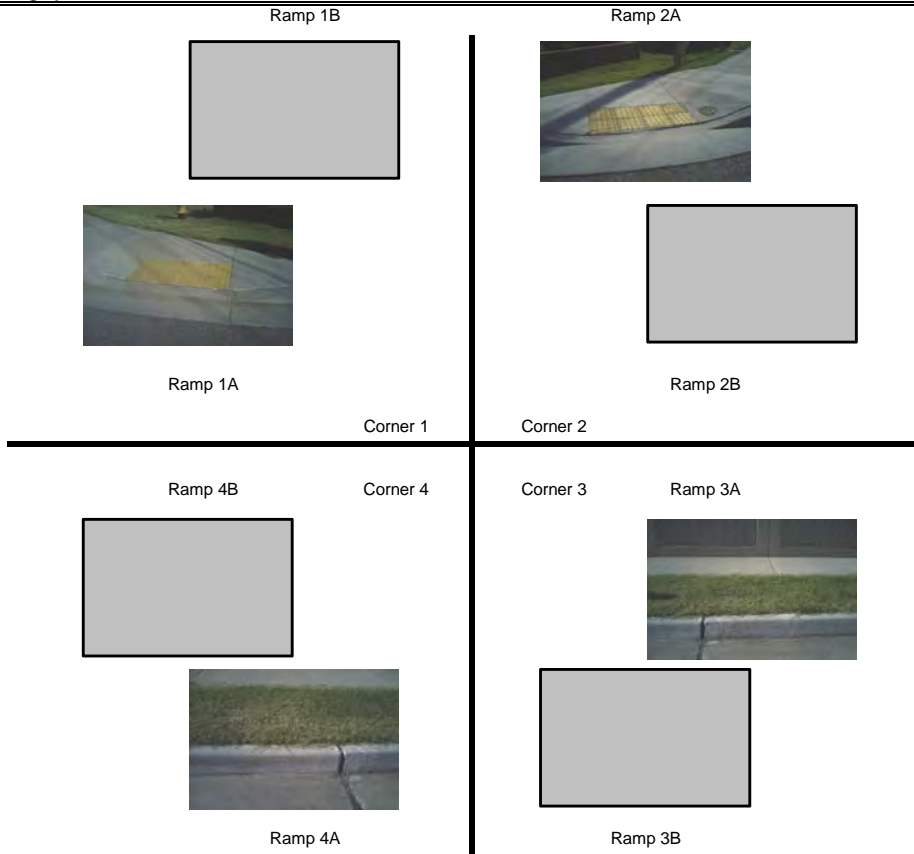 Ramp 1B
Ramp 2A
Ramp 1A
Ramp 2B
Corner 1
Corner 2
Ramp 4B
Corner 4
Corner 3
Ramp 3A
Ramp 4A
Ramp 3B